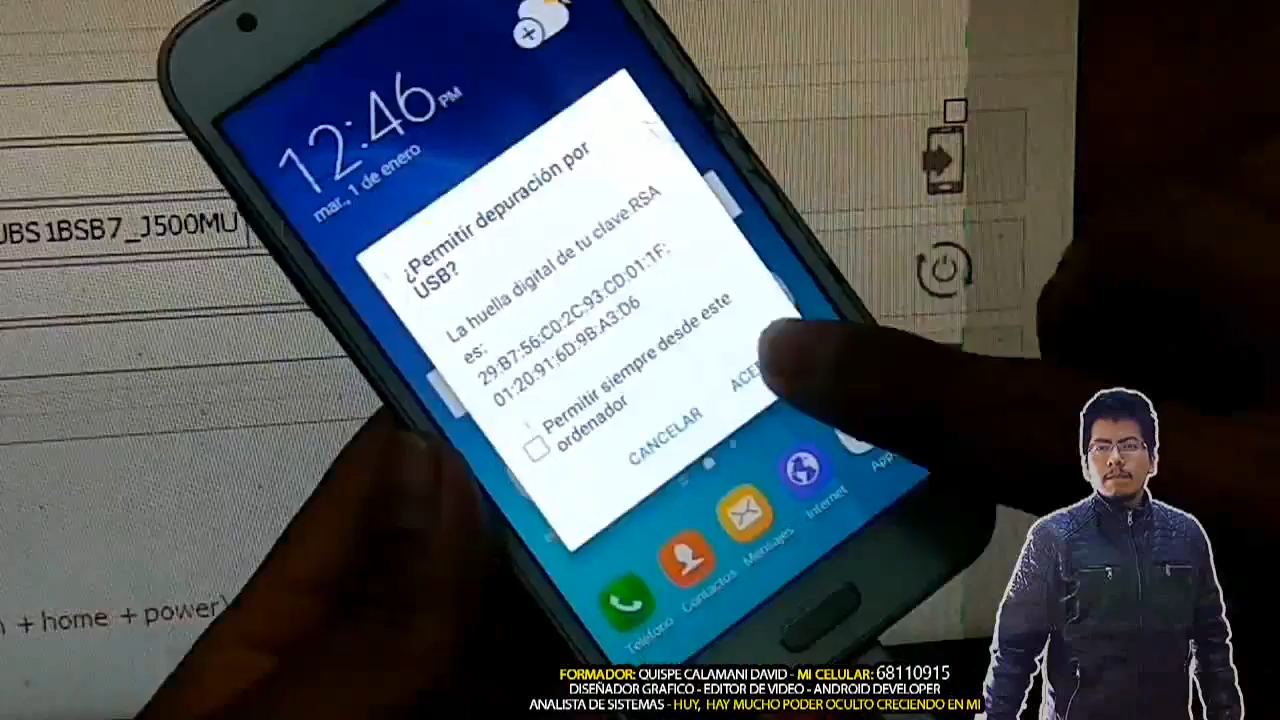 12:46 PM
mar., 1 de enero
¿Permitir depuración por
USB?
La huella digital de tu clave RSA
es:
29:B7:56:C0:2C:93:CD:01:1F:
01:20:91:6D:9B:A3:D6
Permitir siempre desde este
ordenador
CANCELAR
Teléfono
Contactos
Mensajes
Internet
UBS1BSB7_J500MU
+ home + power)
FORMADOR: QUISPE CALAMANI DAVID - MI CELULAR: 68110915
DISEÑADOR GRAFICO - EDITOR DE VIDEO - ANDROID DEVELOPER
ANALISTA DE SISTEMAS - HUY, HAY MUCHO PODER OCULTO CRECIENDO EN MI